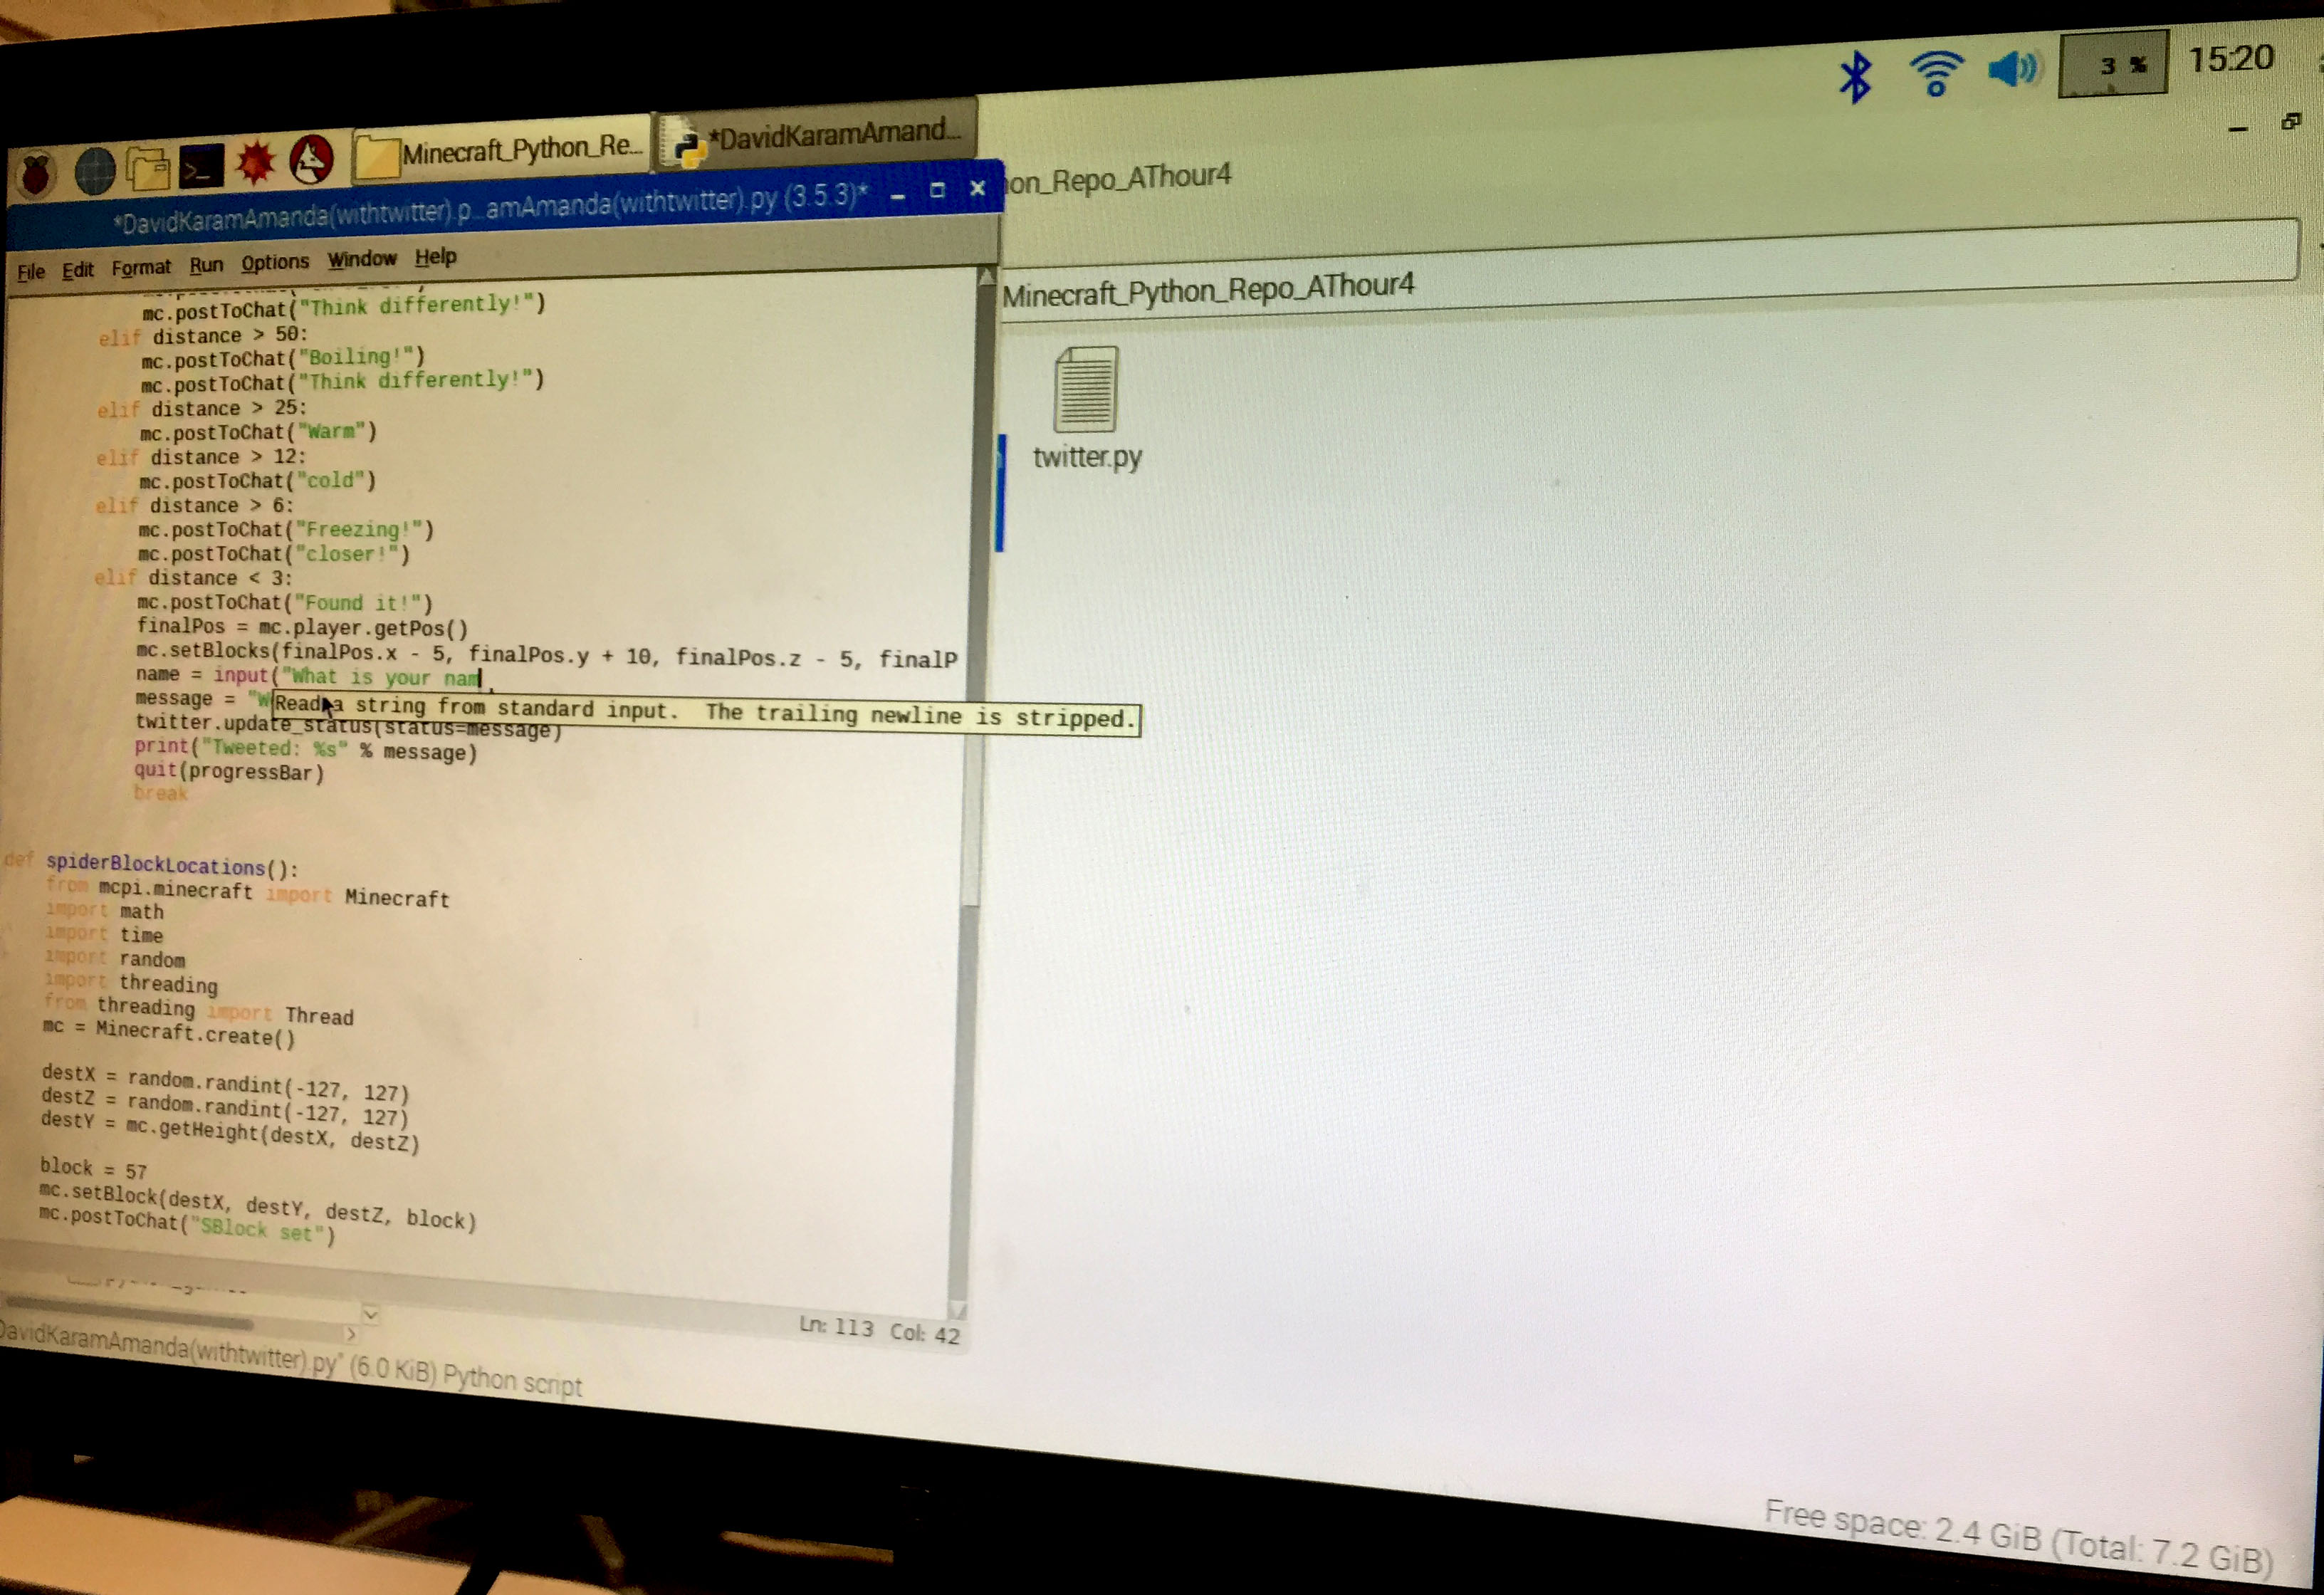 3 %
15:20
Minecraft_Python_Re...
*DavidKaramAmand...
*DavidKaramAmanda(withtwitter).p...amAmanda(withtwitter).py (3.5.3)*
on_Repo_AThour4
File Edit Format Run Options Window Help
Minecraft_Python_Repo_AThour4
twitter.py
mc.postToChat("Think differently!")
elif distance > 50:
mc.postToChat("Boiling!")
mc.postToChat("Think differently!")
elif distance > 25:
mc.postToChat("Warm")
elif distance > 12:
mc.postToChat("cold")
elif distance > 6:
mc.postToChat("Freezing!")
mc.postToChat("closer!")
elif distance < 3:
mc.postToChat("Found it!")
finalPos = mc.player.getPos()
mc.setBlocks(finalPos.x - 5, finalPos.y + 10, finalPos.z - 5, finalP
name = input("What is your nam
message = "W
Read a string from standard input. The trailing newline is stripped.
twitter.update_status(status=message)
print("Tweeted: %s" % message)
quit(progressBar)
break
def spiderBlockLocations():
from mcpi.minecraft import Minecraft
import math
import time
import random
import threading
from threading import Thread
mc = Minecraft.create()
destX = random.randint(-127, 127)
destZ = random.randint(-127, 127)
destY = mc.getHeight(destX, destZ)
block = 57
mc.setBlock(destX, destY, destZ, block)
mc.postToChat("SBlock set")
Ln: 113 Col: 42
DavidKaramAmanda(withtwitter).py" (6.0 KiB) Python script
Free space: 2.4 GiB (Total: 7.2 GiB)